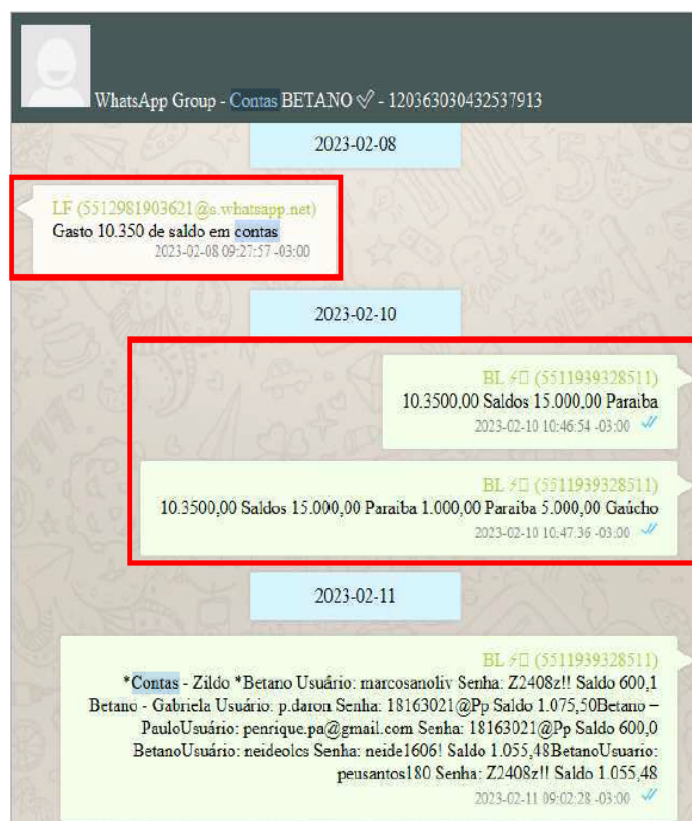 WhatsApp Group - Contas BETANO ✅ - 120363030432537913
2023-02-08
LF (5512981903621@s.whatsapp.net)
Gasto 10.350 de saldo em contas
2023-02-08 09:27:57 -03:00
2023-02-10
BL ⚡ (5511939328511)
10.3500,00 Saldos 15.000,00 Paraiba
2023-02-10 10:46:54 -03:00
BL ⚡ (5511939328511)
10.3500,00 Saldos 15.000,00 Paraiba 1.000,00 Paraiba 5.000,00 Gaúcho
2023-02-10 10:47:36 -03:00
2023-02-11
BL ⚡ (5511939328511)
*Contas - Zildo *Betano Usuário: marcosanoliv Senha: Z2408z!! Saldo 600,1
Betano - Gabriela Usuário: p.daron Senha: 18163021@Pp Saldo 1.075,50Betano –
PauloUsuário: penrique.pa@gmail.com Senha: 18163021@Pp Saldo 600,0
BetanoUsuário: neideolcs Senha: neide1606! Saldo 1.055,48BetanoUsuario:
peusantos180 Senha: Z2408z!! Saldo 1.055,48
2023-02-11 09:02:28 -03:00